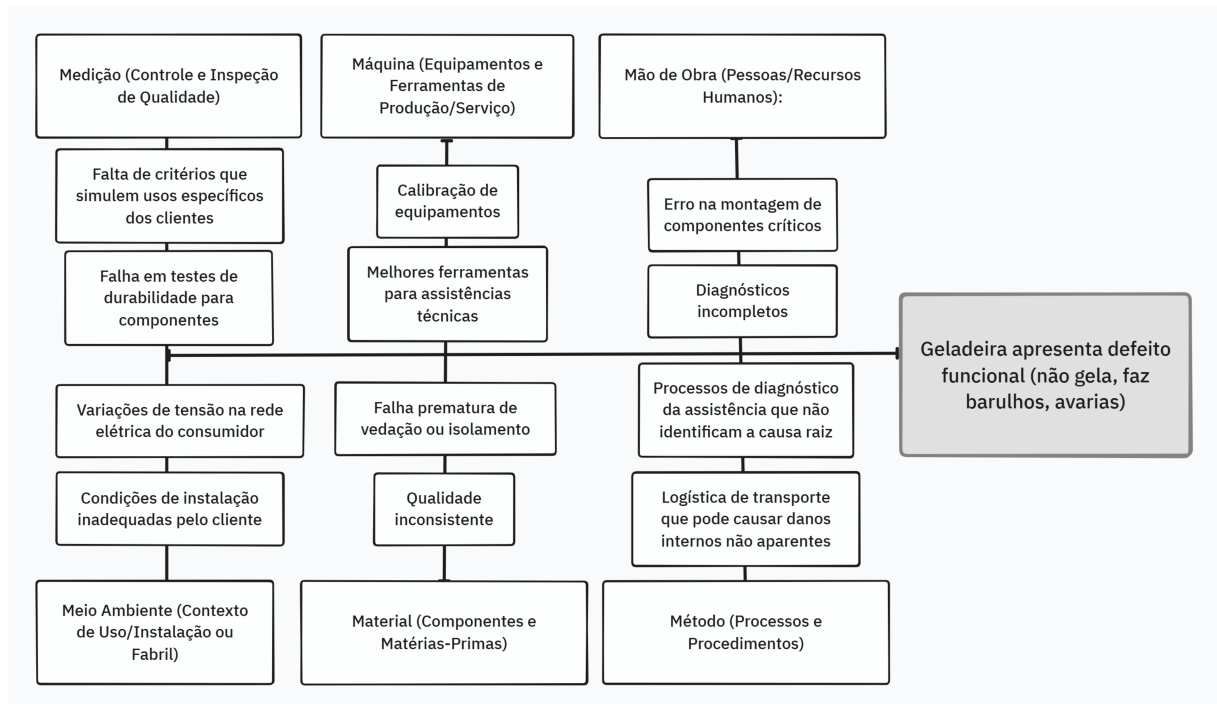 Medição (Controle e Inspeção
de Qualidade)
Falta de critérios que
simulem usos específicos
dos clientes
Falha em testes de
durabilidade para
componentes
Máquina (Equipamentos e
Ferramentas de
Produção/Serviço)
Calibração de
equipamentos
Melhores ferramentas
para assistências
técnicas
Mão de Obra (Pessoas/Recursos
Humanos):
Erro na montagem de
componentes críticos
Diagnósticos
incompletos
Geladeira apresenta defeito
funcional (não gela, faz
barulhos, avarias)
Variações de tensão na rede
elétrica do consumidor
Condições de instalação
inadequadas pelo cliente
Meio Ambiente (Contexto
de Uso/Instalação ou
Fabril)
Falha prematura de
vedação ou isolamento
Qualidade
inconsistente
Material (Componentes e
Matérias-Primas)
Processos de diagnóstico
da assistência que não
identificam a causa raiz
Logística de transporte
que pode causar danos
internos não aparentes
Método (Processos e
Procedimentos)